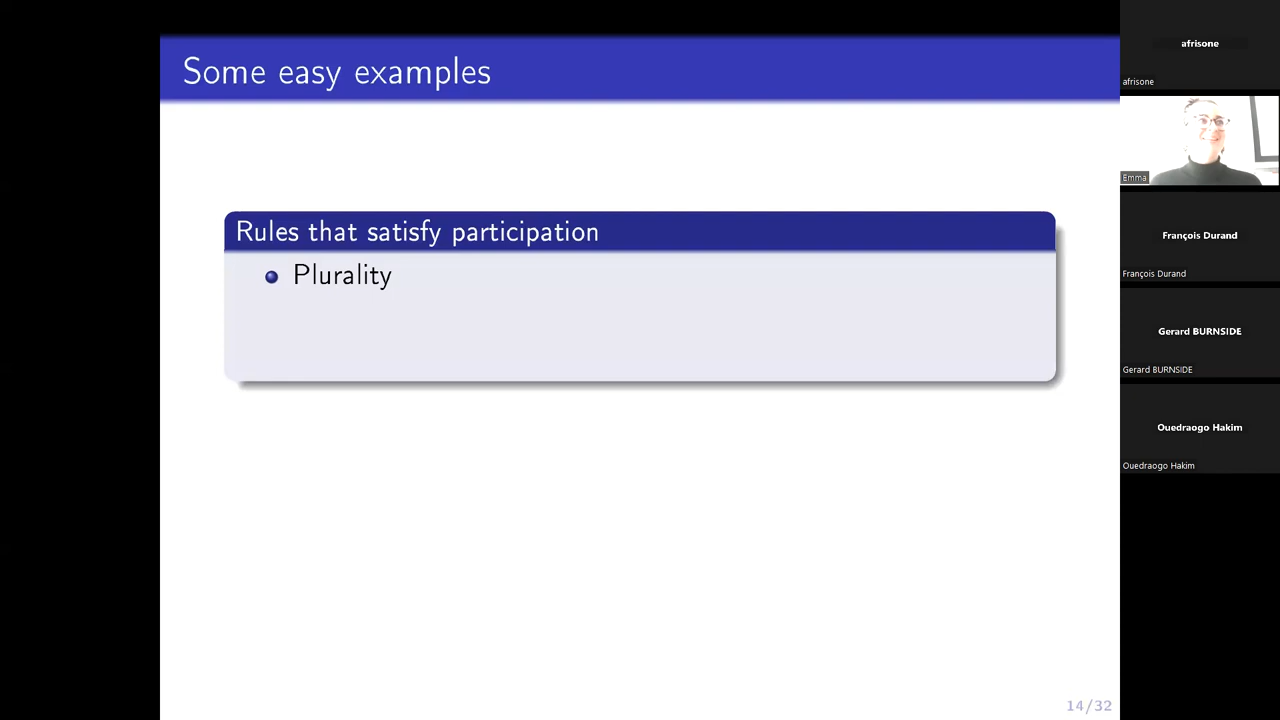 Some easy examples
Rules that satisfy participation
Plurality
14/32
afrisone
afrisone
Emma
François Durand
François Durand
Gerard BURNSIDE
Gerard BURNSIDE
Ouedraogo Hakim
Ouedraogo Hakim